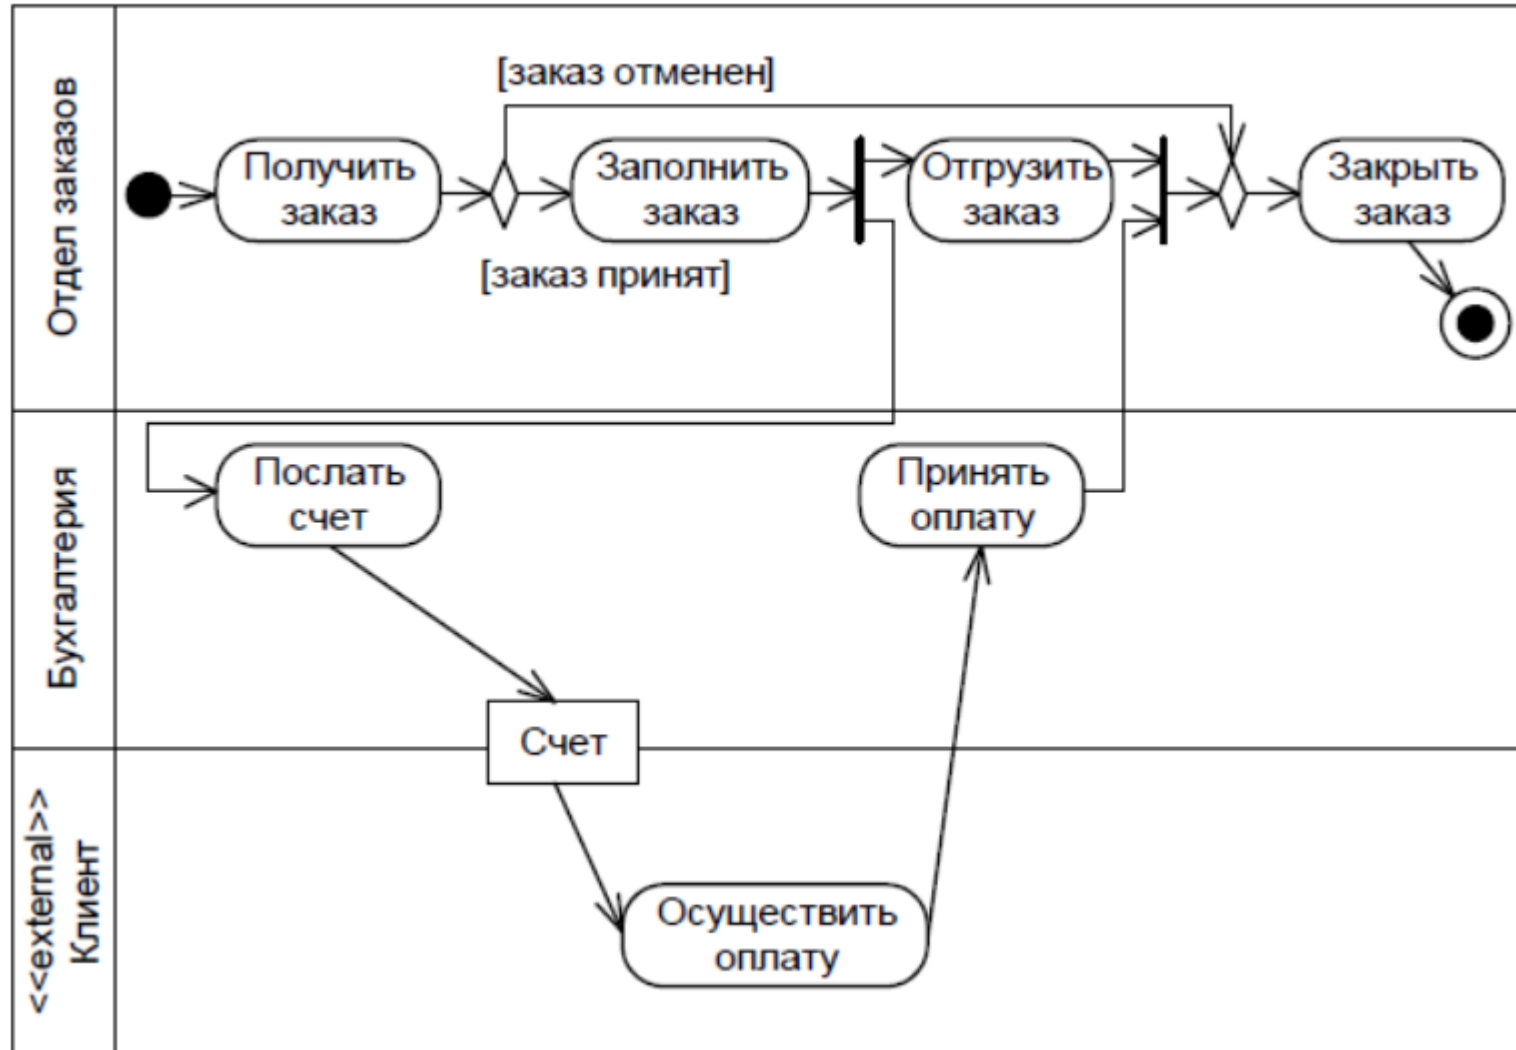 Отдел заказов
[заказ отменен]
Получить
заказ
Заполнить
заказ
Отгрузить
заказ
Закрыть
заказ
[заказ принят]
Бухгалтерия
Послать
счет
Принять
оплату
Счет
<<external>>
Клиент
Осуществить
оплату